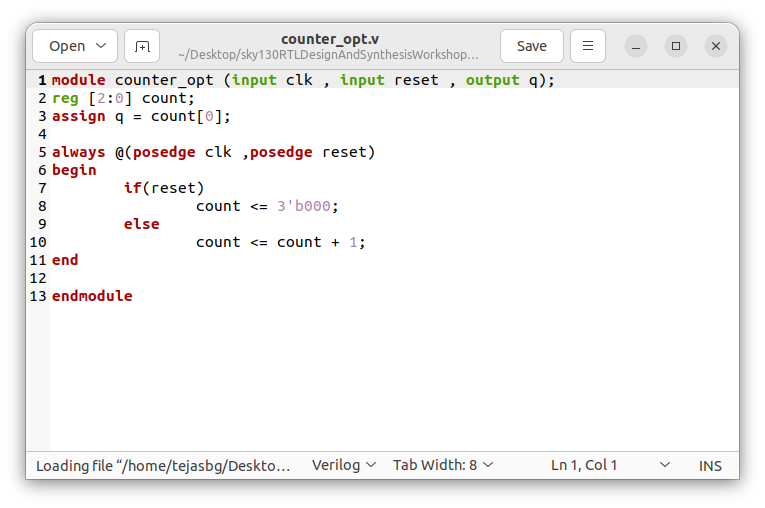 Open
counter_opt.v
~/Desktop/sky130RTLDesignAndSynthesisWorkshop...
Save
1 module counter_opt (input clk , input reset , output q);
2 reg [2:0] count;
3 assign q = count[0];
4
5 always @(posedge clk ,posedge reset)
6 begin
7 if(reset)
8 count <= 3'b000;
9 else
10 count <= count + 1;
11 end
12
13 endmodule
Loading file “/home/tejasbg/Deskto... Verilog Tab Width: 8 Ln 1, Col 1 INS